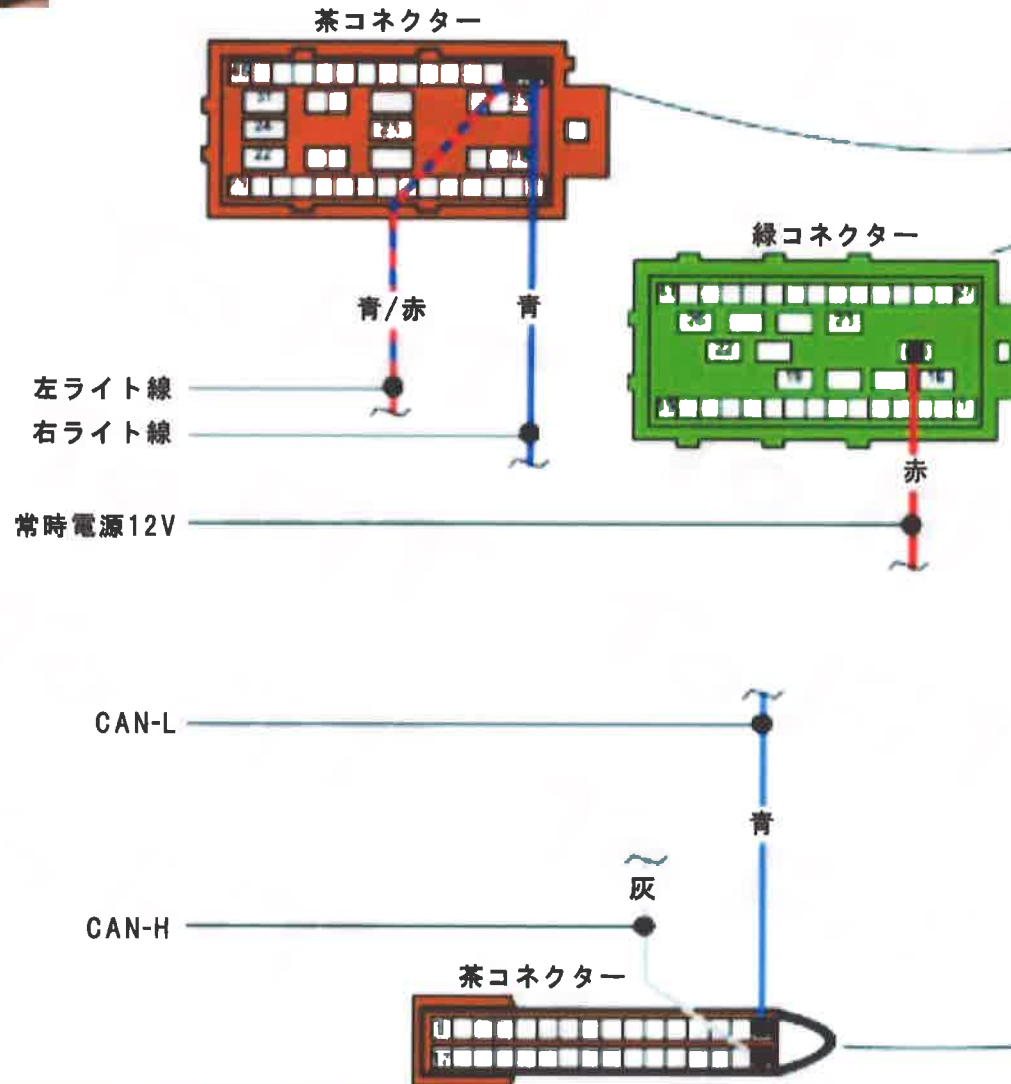 茶コネクター
緑コネクター
青/赤
青
左ライト線
右ライト線
赤
常時電源12V
CAN-L
青
灰
CAN-H
茶コネクター